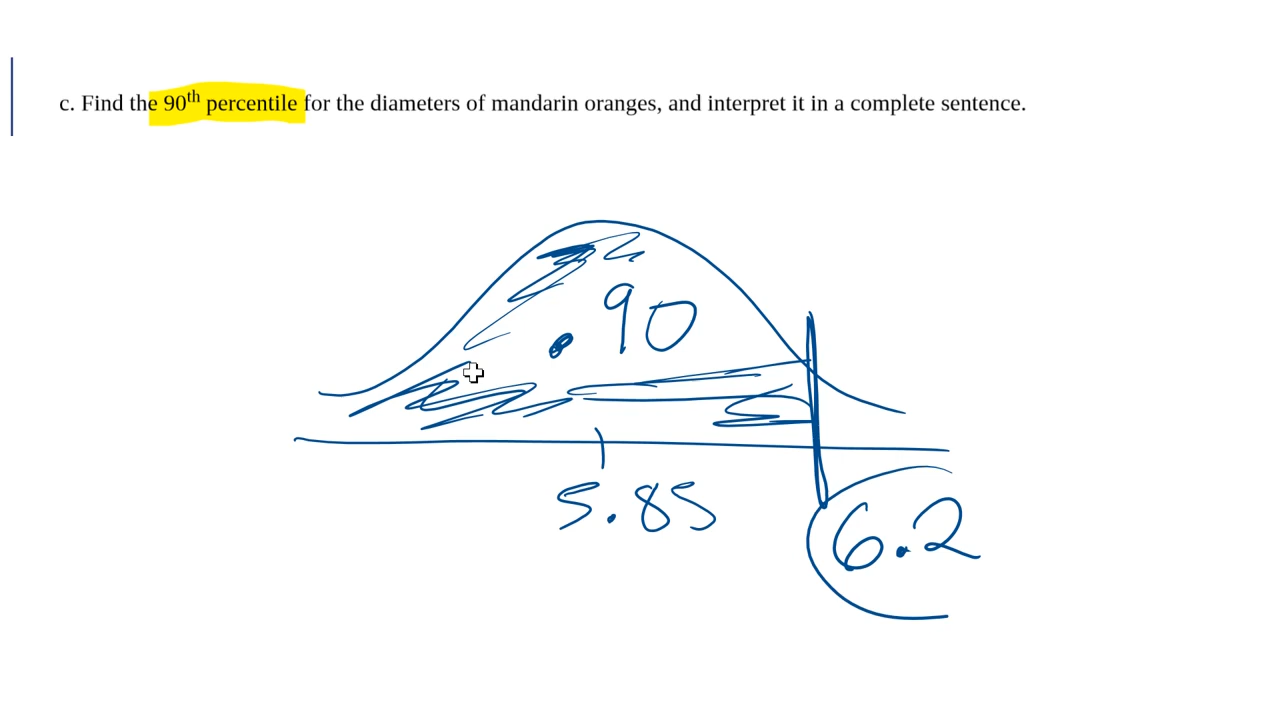 c. Find the 90th percentile for the diameters of mandarin oranges, and interpret it in a complete sentence.
.90
5.85
6.2